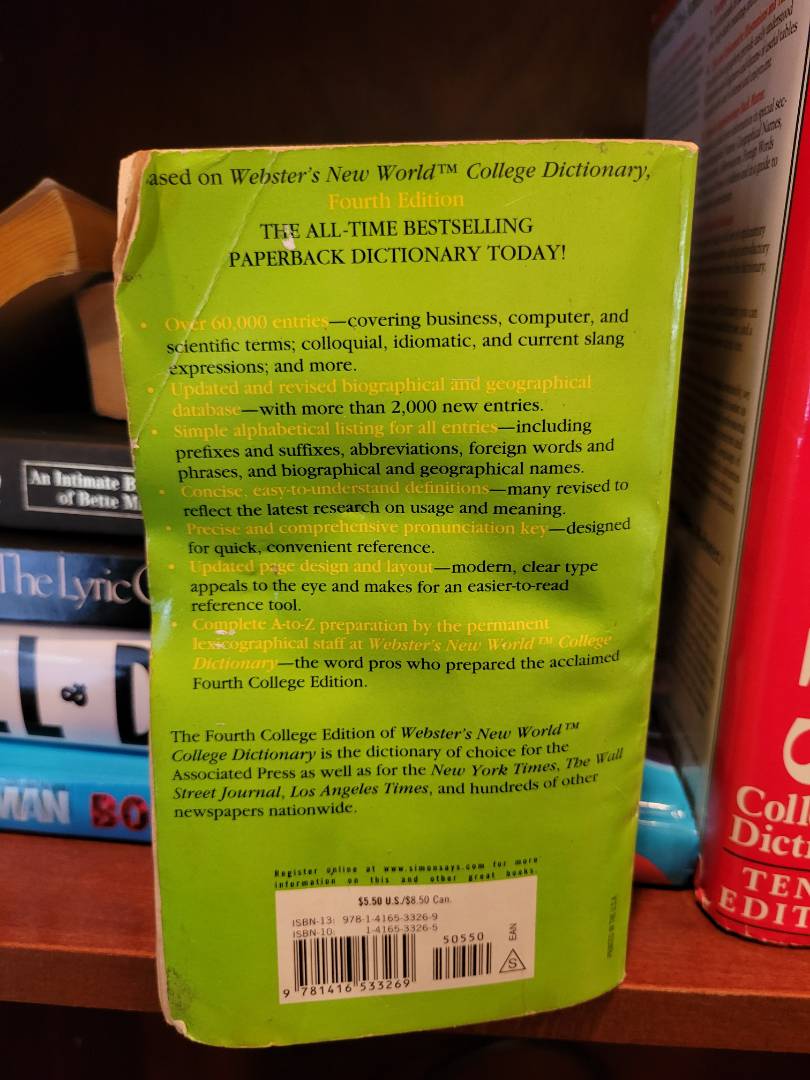 ased on Webster's New World™ College Dictionary,
Fourth Edition
THE ALL-TIME BESTSELLING
PAPERBACK DICTIONARY TODAY!
• Over 60,000 entries—covering business, computer, and
scientific terms; colloquial, idiomatic, and current slang
expressions; and more.
• Updated and revised biographical and geographical
database—with more than 2,000 new entries.
• Simple alphabetical listing for all entries—including
prefixes and suffixes, abbreviations, foreign words and
phrases, and biographical and geographical names.
• Concise, easy-to-understand definitions—many revised to
reflect the latest research on usage and meaning.
• Precise and comprehensive pronunciation key—designed
for quick, convenient reference.
• Updated page design and layout—modern, clear type
appeals to the eye and makes for an easier-to-read
reference tool.
• Complete A-to-Z preparation by the permanent
lexicographical staff at Webster's New World™ College
Dictionary—the word pros who prepared the acclaimed
Fourth College Edition.
The Fourth College Edition of Webster's New World™
College Dictionary is the dictionary of choice for the
Associated Press as well as for the New York Times, The Wall
Street Journal, Los Angeles Times, and hundreds of other
newspapers nationwide.
Register online at www.simonsays.com for more
information on this and other great books.
$5.50 U.S./$8.50 Can.
ISBN-13: 978-1-4165-3326-9
ISBN-10: 1-4165-3326-5
50550
EAN
S
9 781416 533269
PRINTED IN THE U.S.A.
An Intimate B
of Bette M
The Lyric
L & D
MAN BO
Coll
Dicti
TEN
EDIT